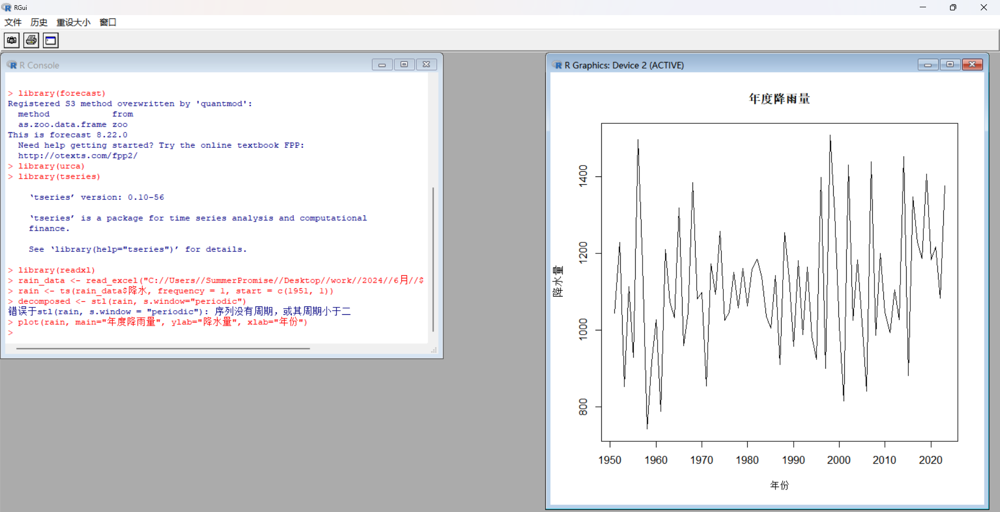 RGui
文件 历史 重设大小 窗口
R Console
> library(forecast)
Registered S3 method overwritten by 'quantmod':
method from
as.zoo.data.frame zoo
This is forecast 8.22.0
Need help getting started? Try the online textbook FPP:
http://otexts.com/fpp2/
> library(urca)
> library(tseries)
‘tseries’ version: 0.10-56
‘tseries’ is a package for time series analysis and computational
finance.
See ‘library(help="tseries")’ for details.
> library(readxl)
> rain_data <- read_excel("C://Users//SummerPromise//Desktop//work//2024//6月//$
> rain <- ts(rain_data$降水, frequency = 1, start = c(1951, 1))
> decomposed <- stl(rain, s.window="periodic")
错误于stl(rain, s.window = "periodic"): 序列没有周期，或其周期小于二
> plot(rain, main="年度降雨量", ylab="降水量", xlab="年份")
>
R Graphics: Device 2 (ACTIVE)
年度降雨量
降水量
1400
1200
1000
800
1950 1960 1970 1980 1990 2000 2010 2020
年份